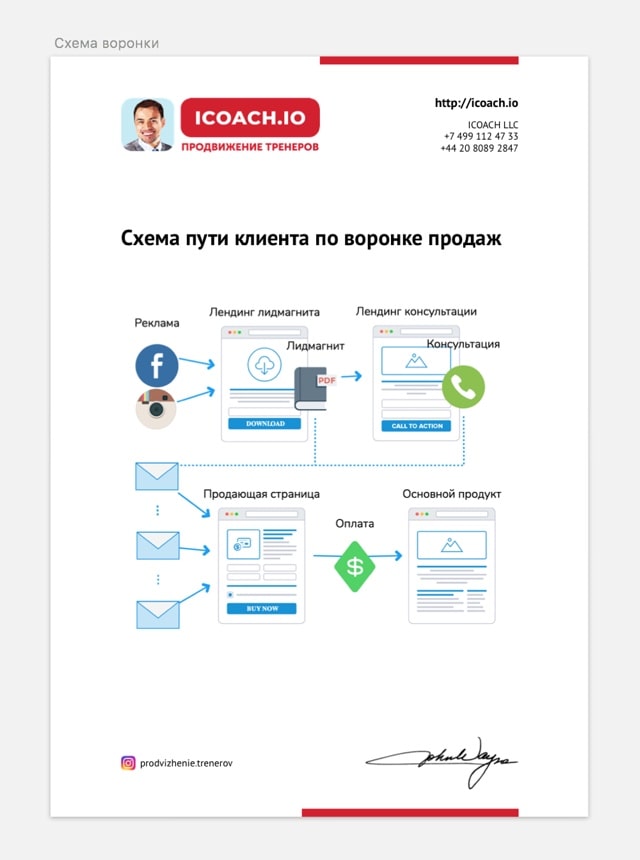 Схема воронки
ICOACH.IO
ПРОДВИЖЕНИЕ ТРЕНЕРОВ
http://icoach.io
ICOACH LLC
+7 499 112 47 33
+44 20 8089 2847
Схема пути клиента по воронке продаж
Реклама
Лендинг лидмагнита
Лендинг консультации
Лидмагнит
Консультация
PDF
DOWNLOAD
CALL TO ACTION
Продающая страница
Основной продукт
Оплата
$
BUY NOW
prodvizhenie.trenerov